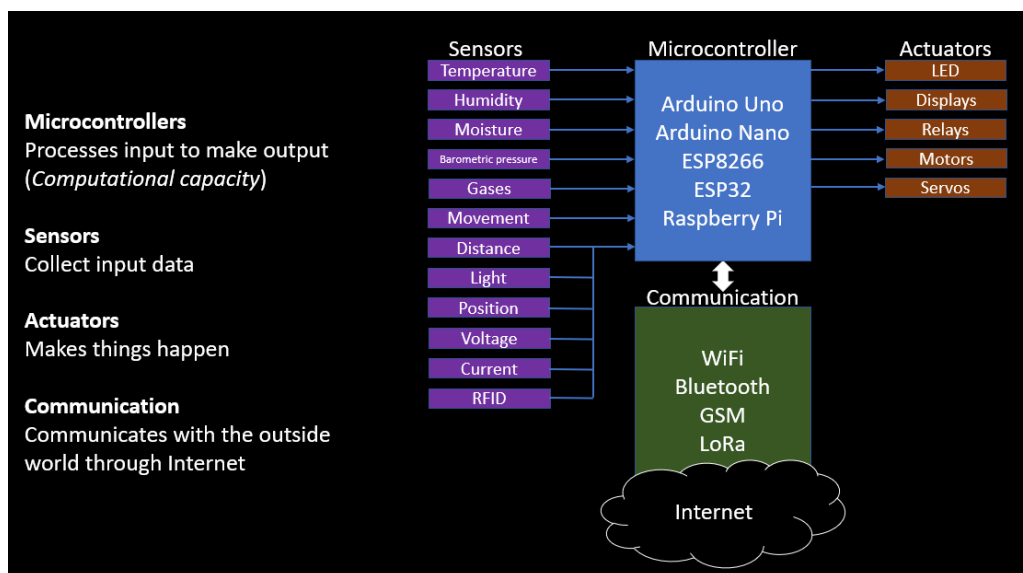 Microcontrollers
Processes input to make output
(Computational capacity)
Sensors
Collect input data
Actuators
Makes things happen
Communication
Communicates with the outside
world through Internet
Sensors
Temperature
Humidity
Moisture
Barometric pressure
Gases
Movement
Distance
Light
Position
Voltage
Current
RFID
Microcontroller
Arduino Uno
Arduino Nano
ESP8266
ESP32
Raspberry Pi
Communication
WiFi
Bluetooth
GSM
LoRa
Internet
Actuators
LED
Displays
Relays
Motors
Servos